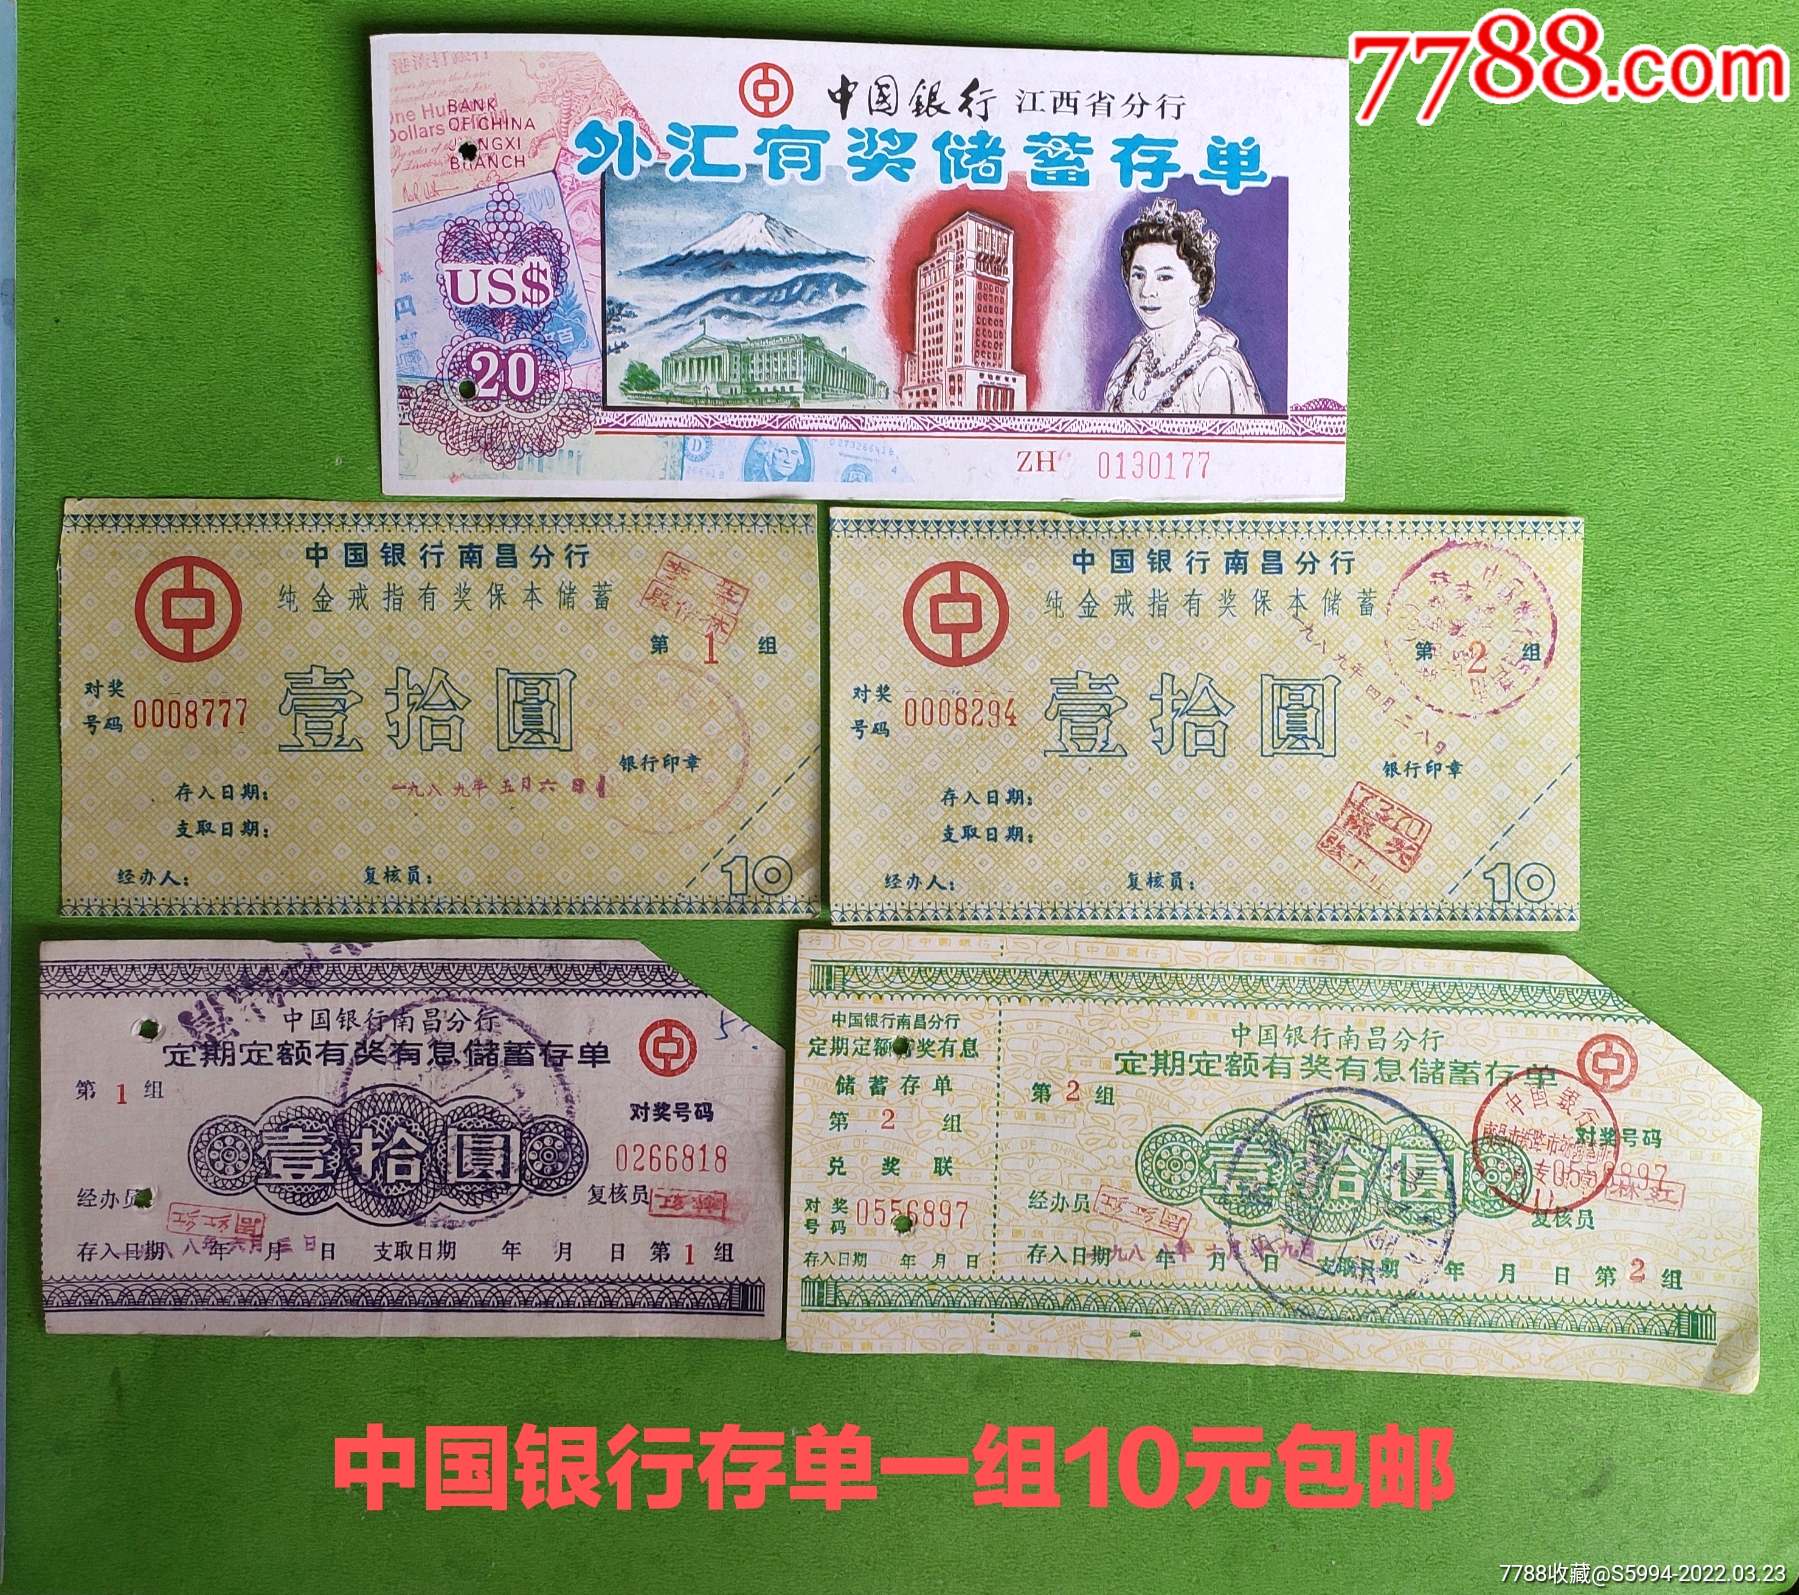 7788.com
中国銀行 江西省分行
BANK
OF CHINA
JIANGXI
BRANCH
外汇有奖储蓄存单
US$
20
ZH 0130177
中国银行南昌分行
纯金戒指有奖保本储蓄
第 1 组
对奖
号码 0008777
壹拾圆
银行印章
存入日期: 一九八九年五月六日
支取日期:
经办人: 复核员:
10
中国银行南昌分行
纯金戒指有奖保本储蓄
第 2 组
对奖
号码 0008294
壹拾圆
一九八九年四月二八日
银行印章
存入日期:
支取日期:
经办人: 复核员:
10
中国银行南昌分行
定期定额有奖有息储蓄存单
第 1 组
对奖号码
壹拾圆
0266818
经办员 复核员
存入日期 年 月 日 支取日期 年 月 日 第 1 组
中国银行南昌分行
定期定额有奖有息
储蓄存单
第 2 组
兑奖联
对奖
号码 0556897
存入日期 年 月 日
中国银行南昌分行
定期定额有奖有息储蓄存单
第 2 组
中国银行
对奖号码
壹拾圆
0556897
经办员 复核员
存入日期 年 月 日 支取日期 年 月 日 第 2 组
中国银行存单一组10元包邮
7788收藏@S5994-2022.03.23